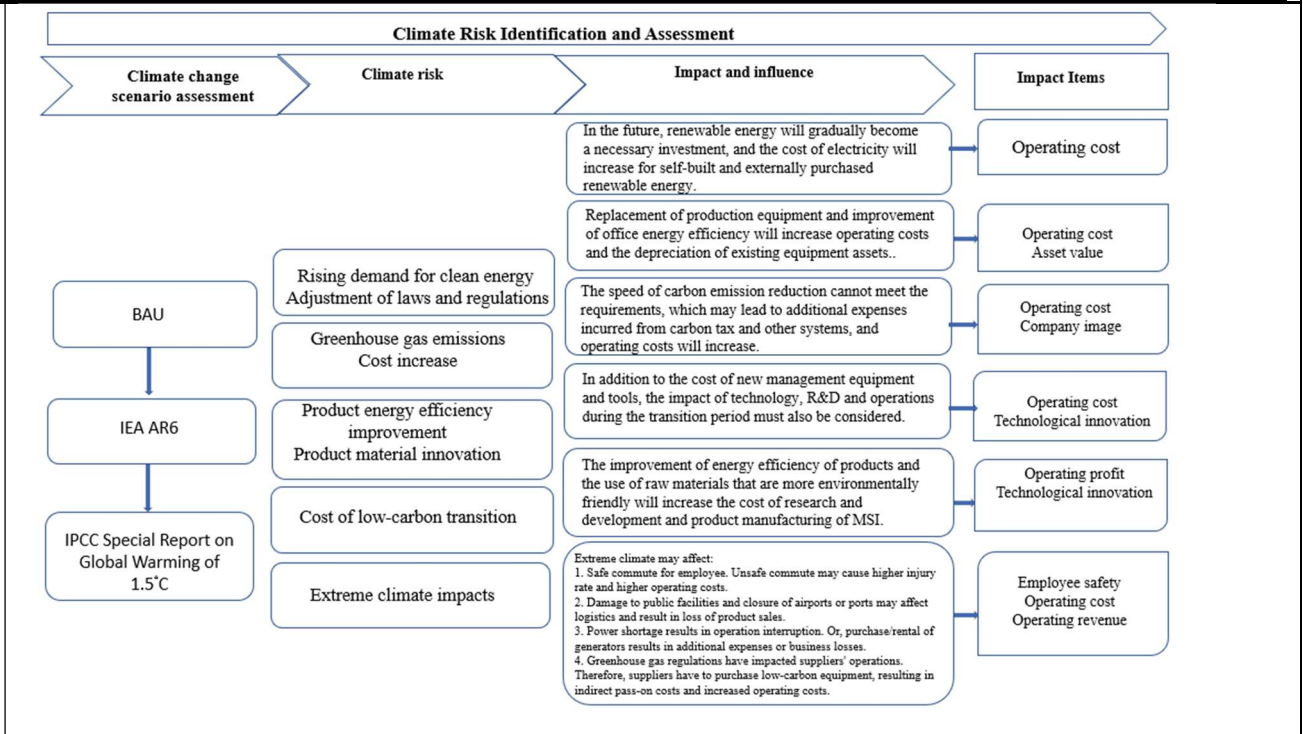 Climate Risk Identification and Assessment
Climate change
scenario assessment
Climate risk
Impact and influence
Impact Items
BAU
IEA AR6
IPCC Special Report on
Global Warming of
1.5°C
Rising demand for clean energy
Adjustment of laws and regulations
Greenhouse gas emissions
Cost increase
Product energy efficiency
improvement
Product material innovation
Cost of low-carbon transition
Extreme climate impacts
In the future, renewable energy will gradually become
a necessary investment, and the cost of electricity will
increase for self-built and externally purchased
renewable energy.
Operating cost
Replacement of production equipment and improvement
of office energy efficiency will increase operating costs
and the depreciation of existing equipment assets..
Operating cost
Asset value
The speed of carbon emission reduction cannot meet the
requirements, which may lead to additional expenses
incurred from carbon tax and other systems, and
operating costs will increase.
Operating cost
Company image
In addition to the cost of new management equipment
and tools, the impact of technology, R&D and operations
during the transition period must also be considered.
Operating cost
Technological innovation
The improvement of energy efficiency of products and
the use of raw materials that are more environmentally
friendly will increase the cost of research and
development and product manufacturing of MSI.
Operating profit
Technological innovation
Extreme climate may affect:
1. Safe commute for employee. Unsafe commute may cause higher injury
rate and higher operating costs.
2. Damage to public facilities and closure of airports or ports may affect
logistics and result in loss of product sales.
3. Power shortage results in operation interruption. Or, purchase/rental of
generators results in additional expenses or business losses.
4. Greenhouse gas regulations have impacted suppliers' operations.
Therefore, suppliers have to purchase low-carbon equipment, resulting in
indirect pass-on costs and increased operating costs.
Employee safety
Operating cost
Operating revenue